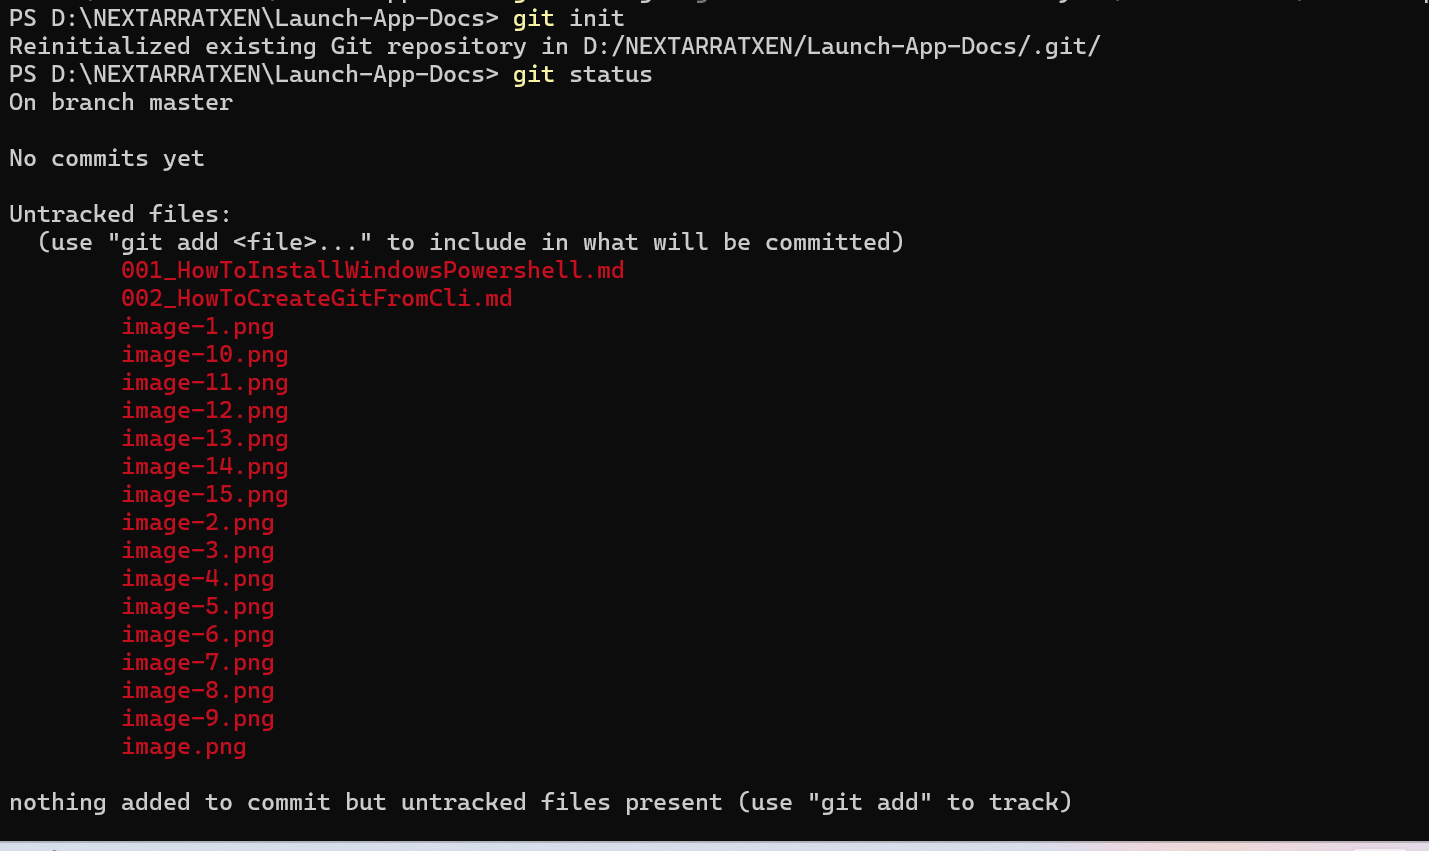 PS D:\NEXTARRATXEN\Launch-App-Docs> git init
Reinitialized existing Git repository in D:/NEXTARRATXEN/Launch-App-Docs/.git/
PS D:\NEXTARRATXEN\Launch-App-Docs> git status
On branch master
No commits yet
Untracked files:
(use "git add <file>..." to include in what will be committed)
001_HowToInstallWindowsPowershell.md
002_HowToCreateGitFromCli.md
image-1.png
image-10.png
image-11.png
image-12.png
image-13.png
image-14.png
image-15.png
image-2.png
image-3.png
image-4.png
image-5.png
image-6.png
image-7.png
image-8.png
image-9.png
image.png
nothing added to commit but untracked files present (use "git add" to track)